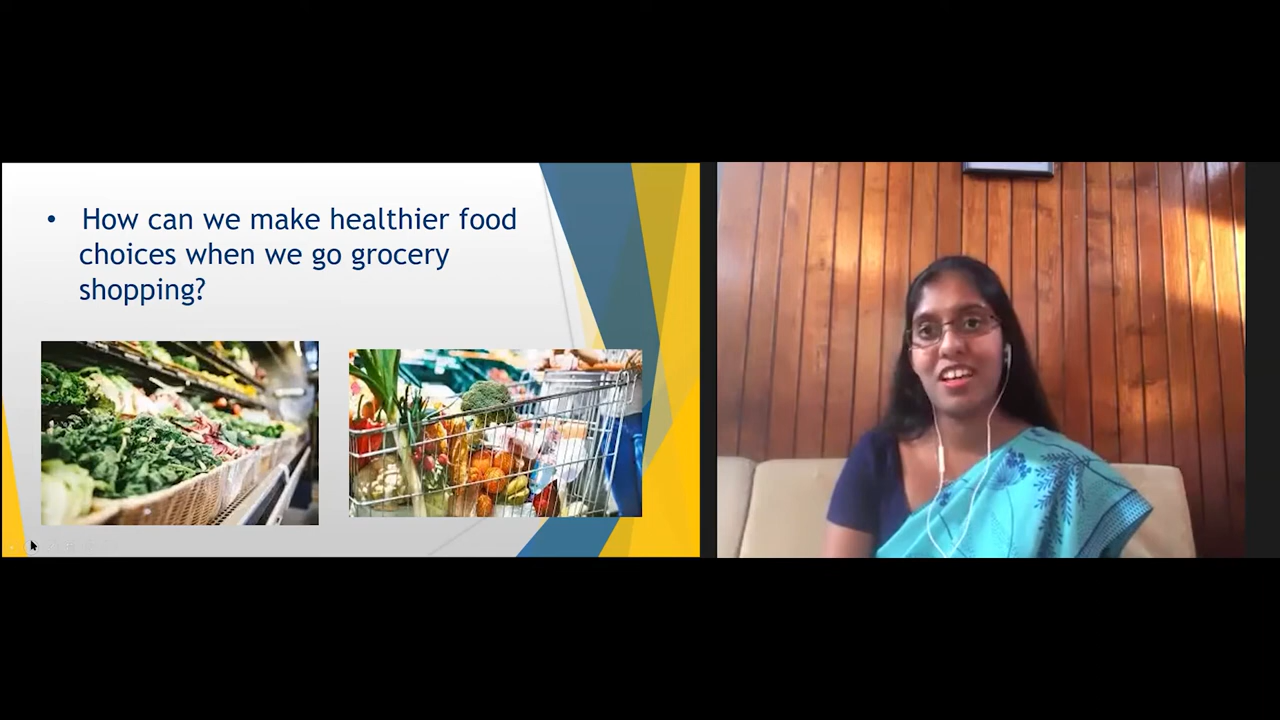 • How can we make healthier food
choices when we go grocery
shopping?